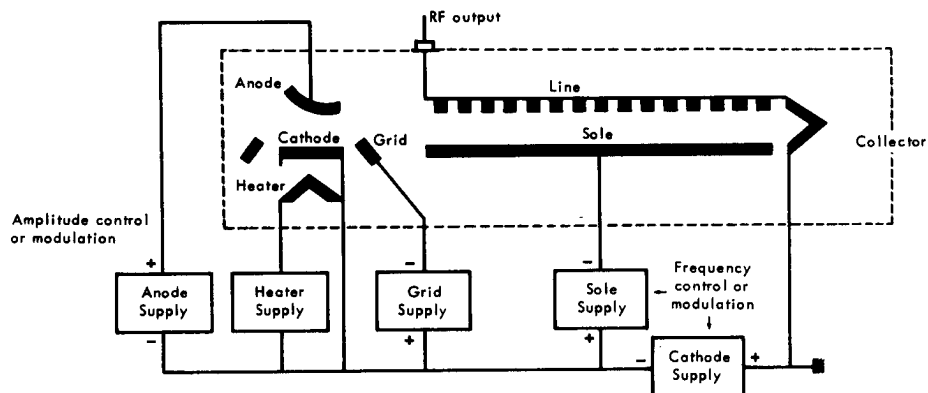 RF output
Anode
Line
Cathode
Grid
Sole
Collector
Heater
Amplitude control
or modulation
+
-
-
Frequency
control or
modulation
Anode
Supply
Heater
Supply
Grid
Supply
Sole
Supply
-
+
+
-
+
Cathode
Supply